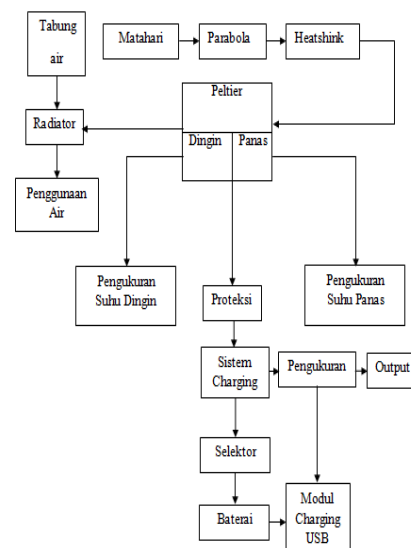 Tabung
air
Matahari
Parabola
Heatshink
Peltier
Radiator
Dingin
Panas
Penggunaan
Air
Pengukuran
Suhu Dingin
Pengukuran
Suhu Panas
Proteksi
Sistem
Charging
Pengukuran
Output
Selektor
Baterai
Modul
Charging
USB